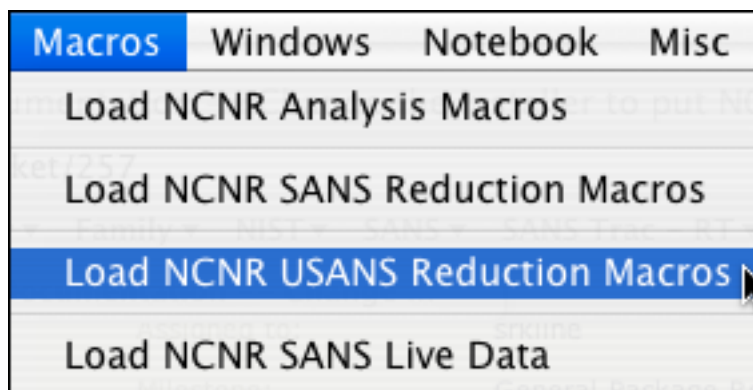 Macros Windows Notebook Misc
Load NCNR Analysis Macros
Load NCNR SANS Reduction Macros
Load NCNR USANS Reduction Macros
Load NCNR SANS Live Data